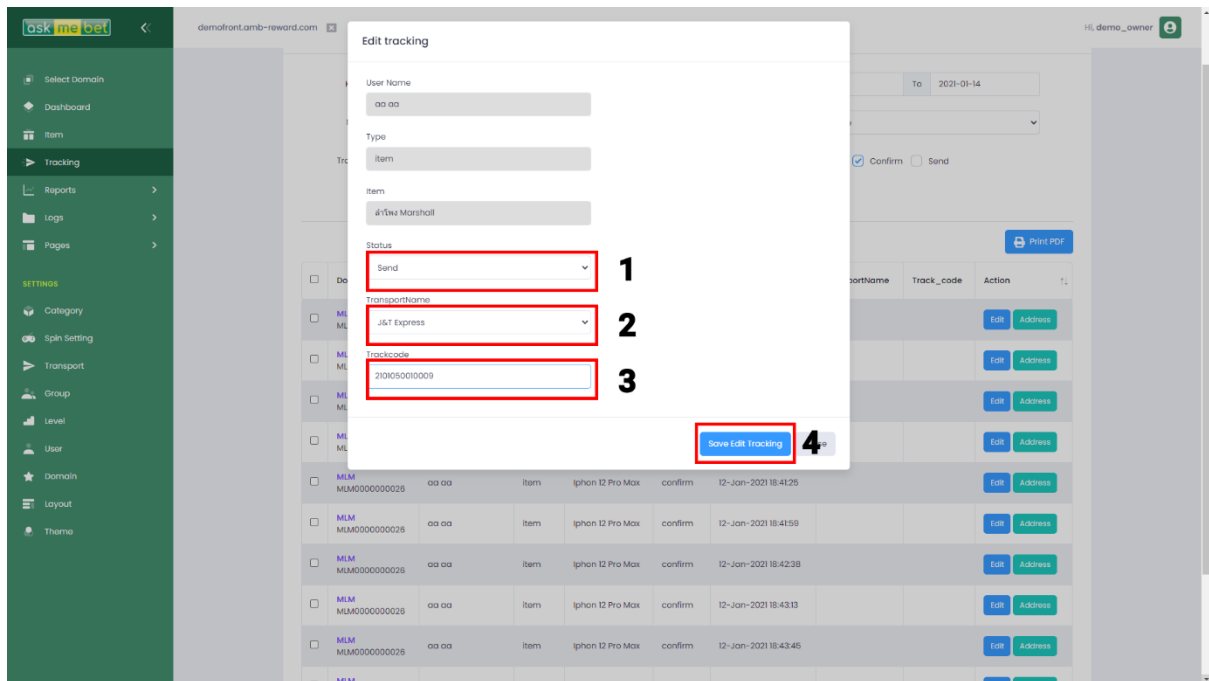 ask me bet
demofront.amb-reward.com
Hi, demo_owner
Select Domain
Dashboard
Item
Tracking
Reports
Logs
Pages
SETTINGS
Category
Spin Setting
Transport
Group
Level
User
Domain
Layout
Theme
Edit tracking
User Name
aa aa
Type
item
Item
ลำโพง Marshall
Status
Send
1
TransportName
J&T Express
2
Trackcode
2101050010009
3
Save Edit Tracking
4
To 2021-01-14
Confirm Send
Print PDF
Track_code Action
Edit Address
Edit Address
Edit Address
Edit Address
MLM
MLM0000000026 aa aa item Iphon 12 Pro Max confirm 12-Jan-2021 18:41:25 Edit Address
MLM
MLM0000000026 aa aa item Iphon 12 Pro Max confirm 12-Jan-2021 18:41:59 Edit Address
MLM
MLM0000000026 aa aa item Iphon 12 Pro Max confirm 12-Jan-2021 18:42:38 Edit Address
MLM
MLM0000000026 aa aa item Iphon 12 Pro Max confirm 12-Jan-2021 18:43:13 Edit Address
MLM
MLM0000000026 aa aa item Iphon 12 Pro Max confirm 12-Jan-2021 18:43:45 Edit Address